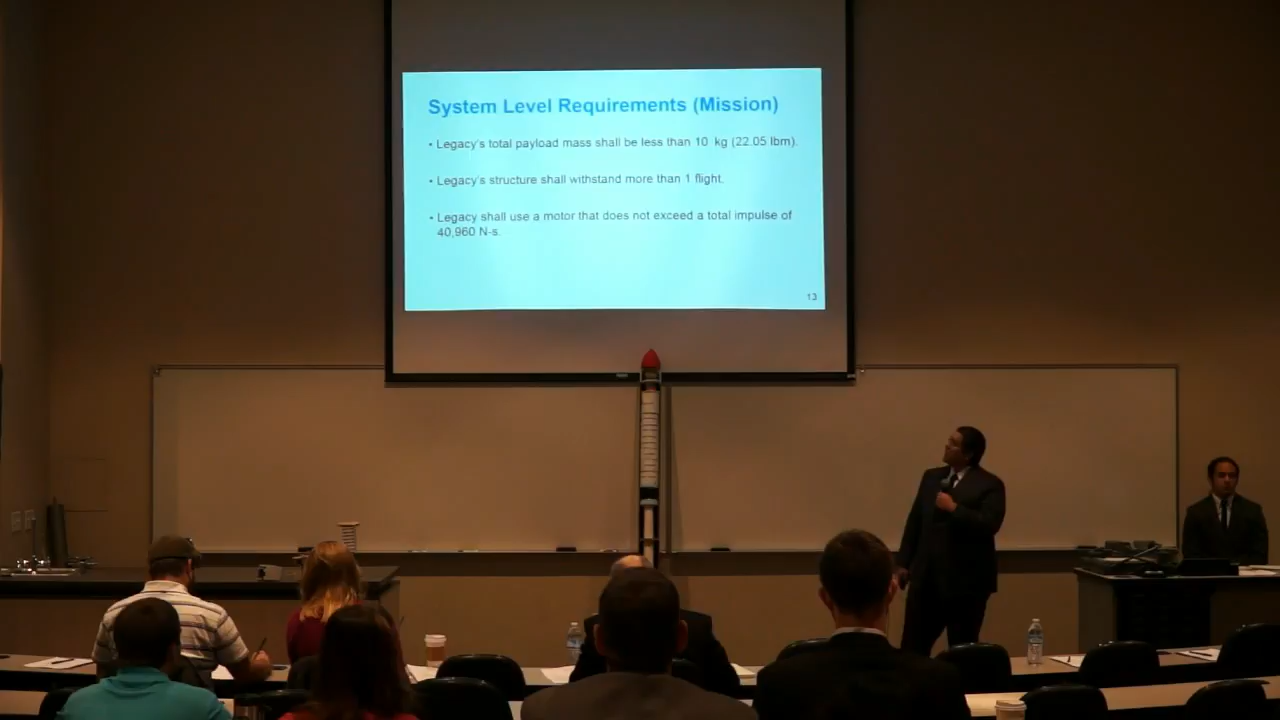 System Level Requirements (Mission)
• Legacy's total payload mass shall be less than 10 kg (22.05 lbm).
• Legacy's structure shall withstand more than 1 flight.
• Legacy shall use a motor that does not exceed a total impulse of
40,960 N-s.
13